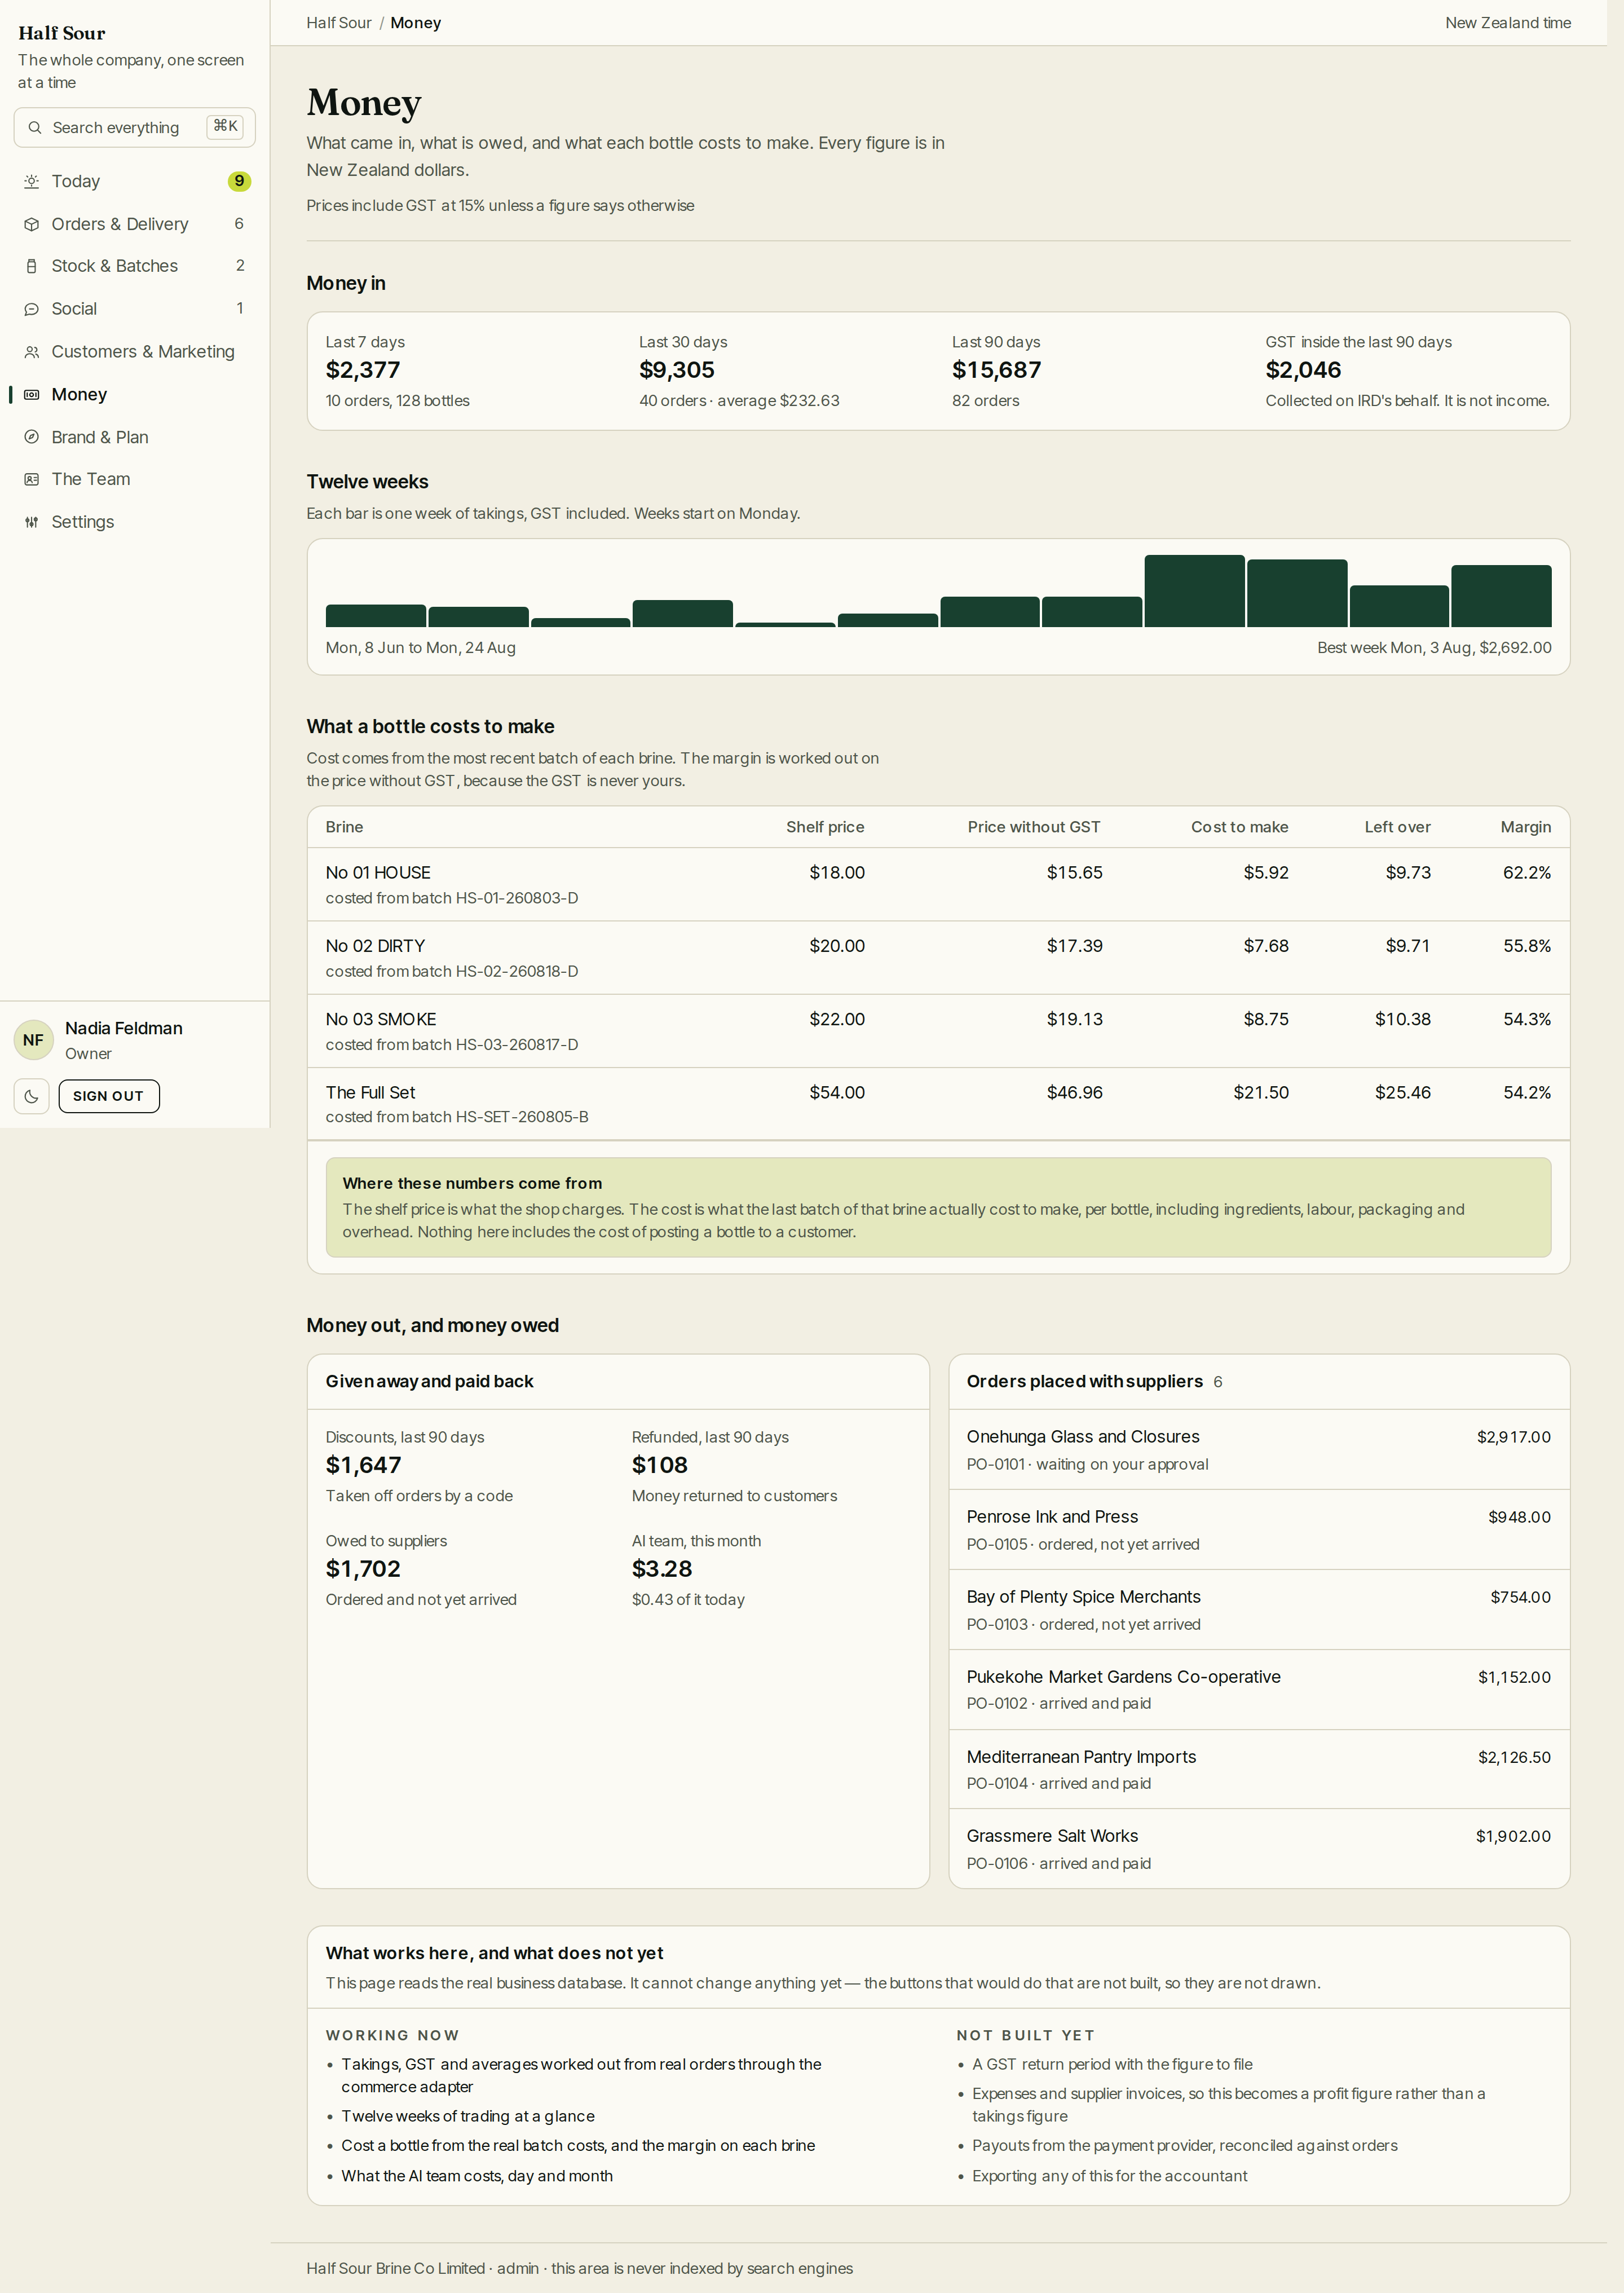 Half Sour
The whole company, one screen
at a time
Search everything ⌘K
Today 9
Orders & Delivery 6
Stock & Batches 2
Social 1
Customers & Marketing
Money
Brand & Plan
The Team
Settings
NF
Nadia Feldman
Owner
SIGN OUT
Half Sour / Money
New Zealand time
Money
What came in, what is owed, and what each bottle costs to make. Every figure is in
New Zealand dollars.
Prices include GST at 15% unless a figure says otherwise
Money in
Last 7 days
$2,377
10 orders, 128 bottles
Last 30 days
$9,305
40 orders · average $232.63
Last 90 days
$15,687
82 orders
GST inside the last 90 days
$2,046
Collected on IRD's behalf. It is not income.
Twelve weeks
Each bar is one week of takings, GST included. Weeks start on Monday.
Mon, 8 Jun to Mon, 24 Aug
Best week Mon, 3 Aug, $2,692.00
What a bottle costs to make
Cost comes from the most recent batch of each brine. The margin is worked out on
the price without GST, because the GST is never yours.
Brine Shelf price Price without GST Cost to make Left over Margin
No 01 HOUSE $18.00 $15.65 $5.92 $9.73 62.2%
costed from batch HS-01-260803-D
No 02 DIRTY $20.00 $17.39 $7.68 $9.71 55.8%
costed from batch HS-02-260818-D
No 03 SMOKE $22.00 $19.13 $8.75 $10.38 54.3%
costed from batch HS-03-260817-D
The Full Set $54.00 $46.96 $21.50 $25.46 54.2%
costed from batch HS-SET-260805-B
Where these numbers come from
The shelf price is what the shop charges. The cost is what the last batch of that brine actually cost to make, per bottle, including ingredients, labour, packaging and
overhead. Nothing here includes the cost of posting a bottle to a customer.
Money out, and money owed
Given away and paid back
Discounts, last 90 days
$1,647
Taken off orders by a code
Refunded, last 90 days
$108
Money returned to customers
Owed to suppliers
$1,702
Ordered and not yet arrived
AI team, this month
$3.28
$0.43 of it today
Orders placed with suppliers 6
Onehunga Glass and Closures $2,917.00
PO-0101 · waiting on your approval
Penrose Ink and Press $948.00
PO-0105 · ordered, not yet arrived
Bay of Plenty Spice Merchants $754.00
PO-0103 · ordered, not yet arrived
Pukekohe Market Gardens Co-operative $1,152.00
PO-0102 · arrived and paid
Mediterranean Pantry Imports $2,126.50
PO-0104 · arrived and paid
Grassmere Salt Works $1,902.00
PO-0106 · arrived and paid
What works here, and what does not yet
This page reads the real business database. It cannot change anything yet — the buttons that would do that are not built, so they are not drawn.
WORKING NOW
• Takings, GST and averages worked out from real orders through the
commerce adapter
• Twelve weeks of trading at a glance
• Cost a bottle from the real batch costs, and the margin on each brine
• What the AI team costs, day and month
NOT BUILT YET
• A GST return period with the figure to file
• Expenses and supplier invoices, so this becomes a profit figure rather than a
takings figure
• Payouts from the payment provider, reconciled against orders
• Exporting any of this for the accountant
Half Sour Brine Co Limited · admin · this area is never indexed by search engines